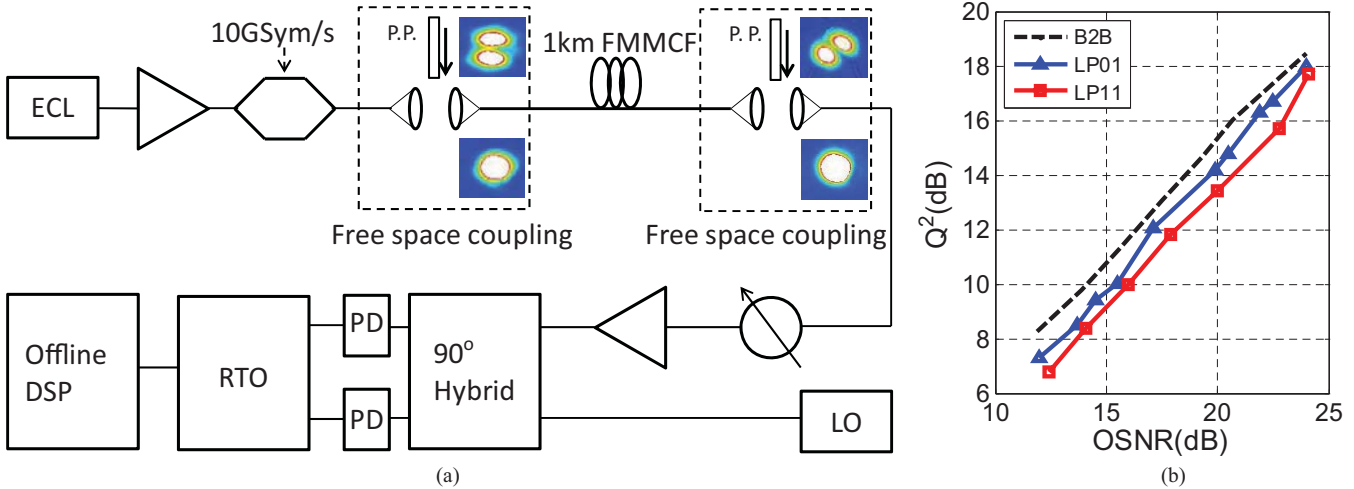 10GSym/s
ECL
P.P.
1km FMMCF
P.P.
Free space coupling
Free space coupling
Offline
DSP
RTO
PD
PD
90o
Hybrid
LO
(a)
Q2(dB)
20
18
16
14
12
10
8
6
B2B
LP01
LP11
10
15
20
25
OSNR(dB)
(b)